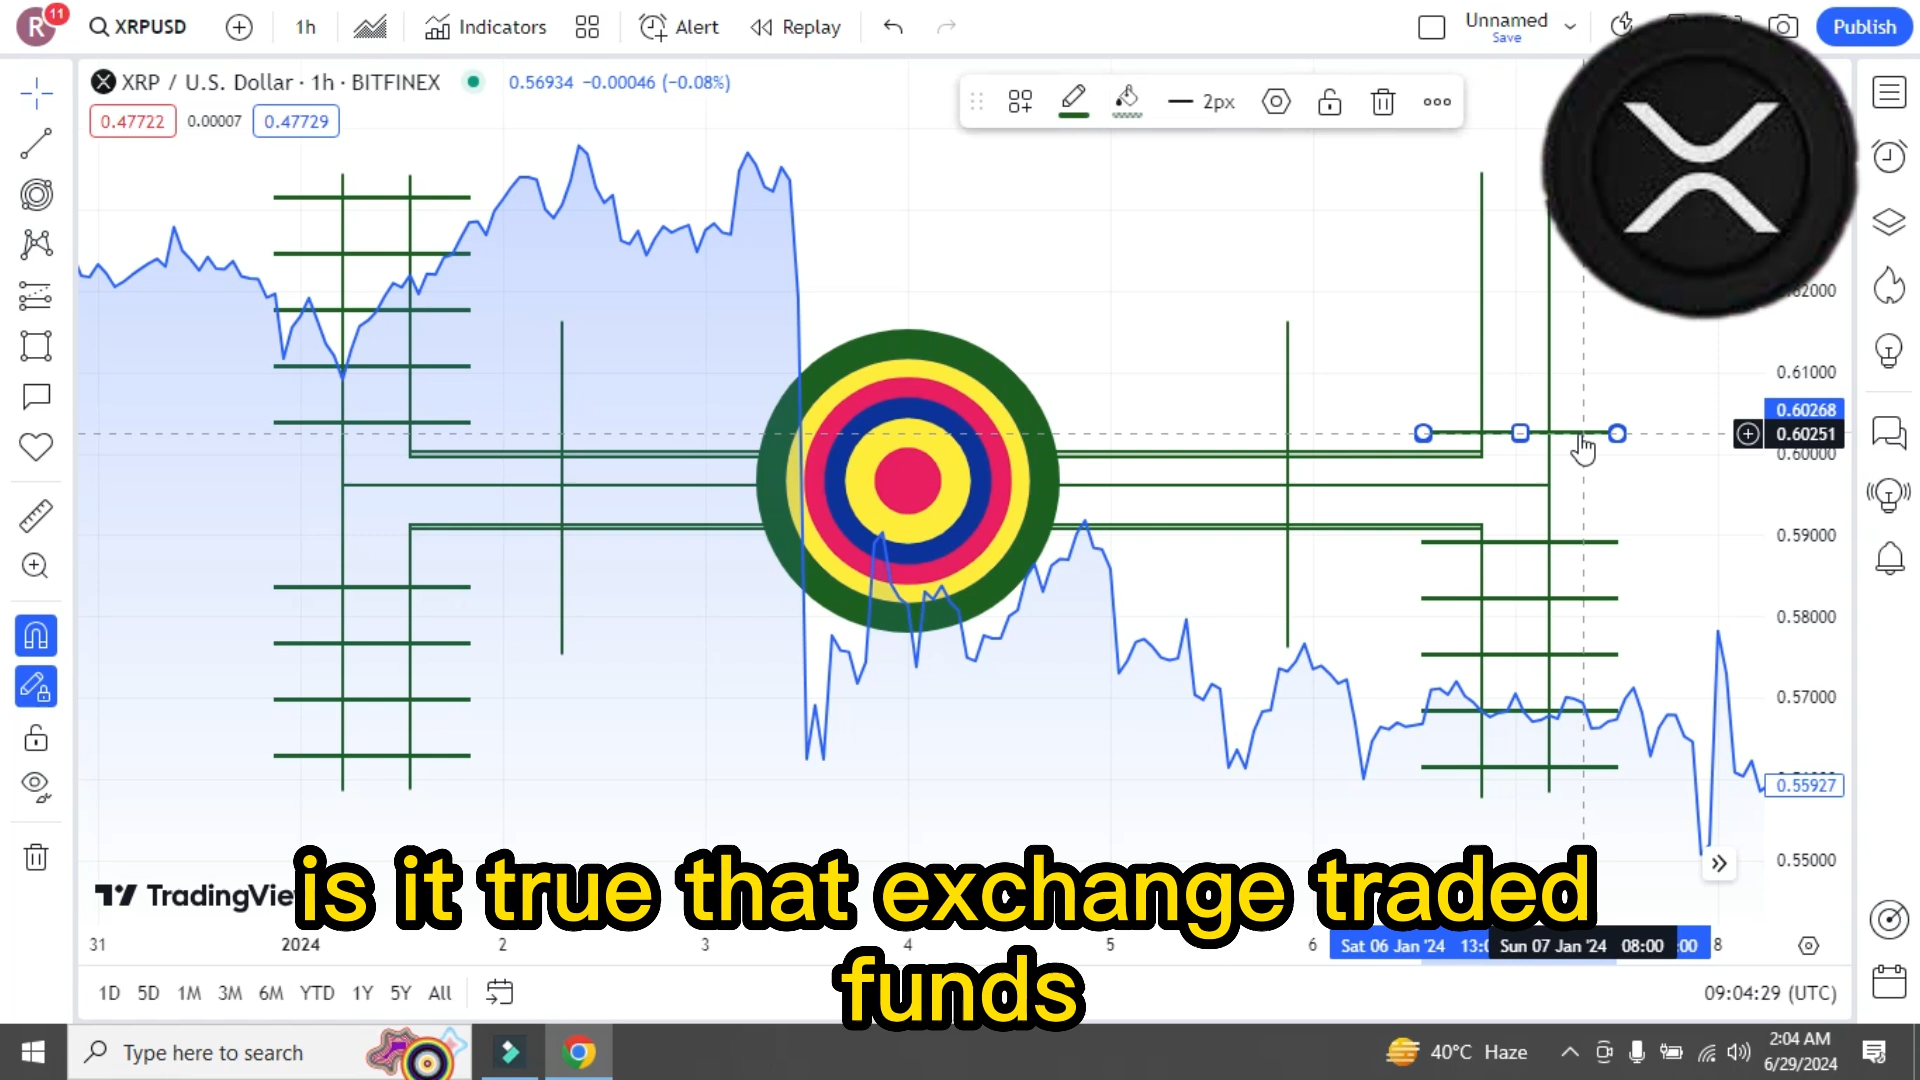 R
11
XRPUSD
1h
Indicators
Alert
Replay
Unnamed
Save
Publish
XRP / U.S. Dollar · 1h · BITFINEX
0.56934 −0.00046 (−0.08%)
0.47722
0.00007
0.47729
2px
0.61000
0.60268
0.60251
0.60000
0.59000
0.58000
0.57000
0.55927
0.55000
is it true that exchange traded
funds
31
2024
2
3
4
5
6
Sat 06 Jan '24
Sun 07 Jan '24 08:00
:00
8
1D
5D
1M
3M
6M
YTD
1Y
5Y
All
09:04:29 (UTC)
Type here to search
40°C Haze
2:04 AM
6/29/2024